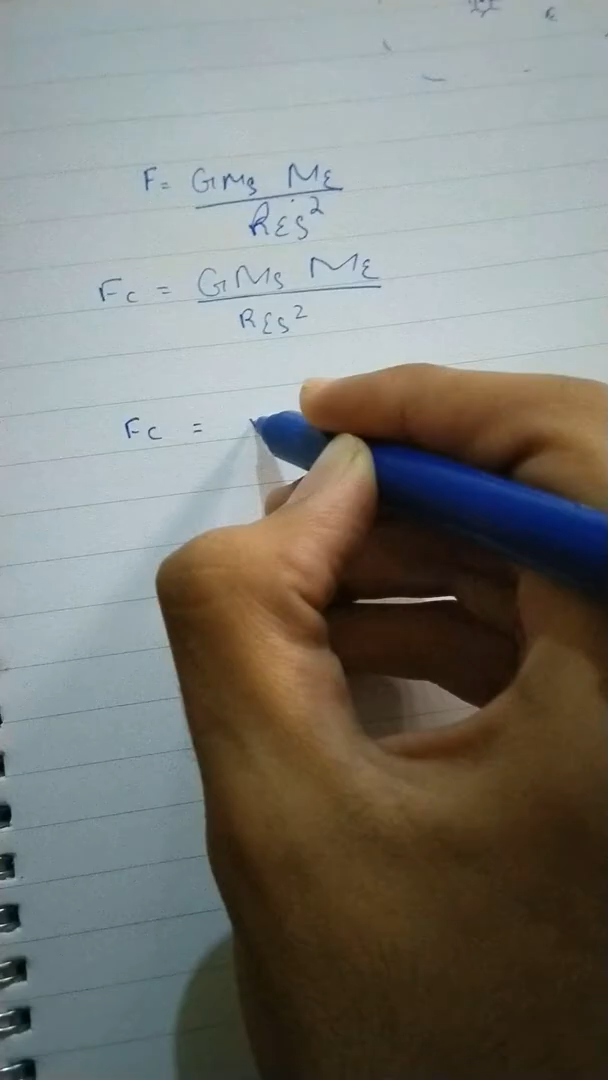 F = GMs ME
REs²
Fc = GMs ME
REs²
Fc =